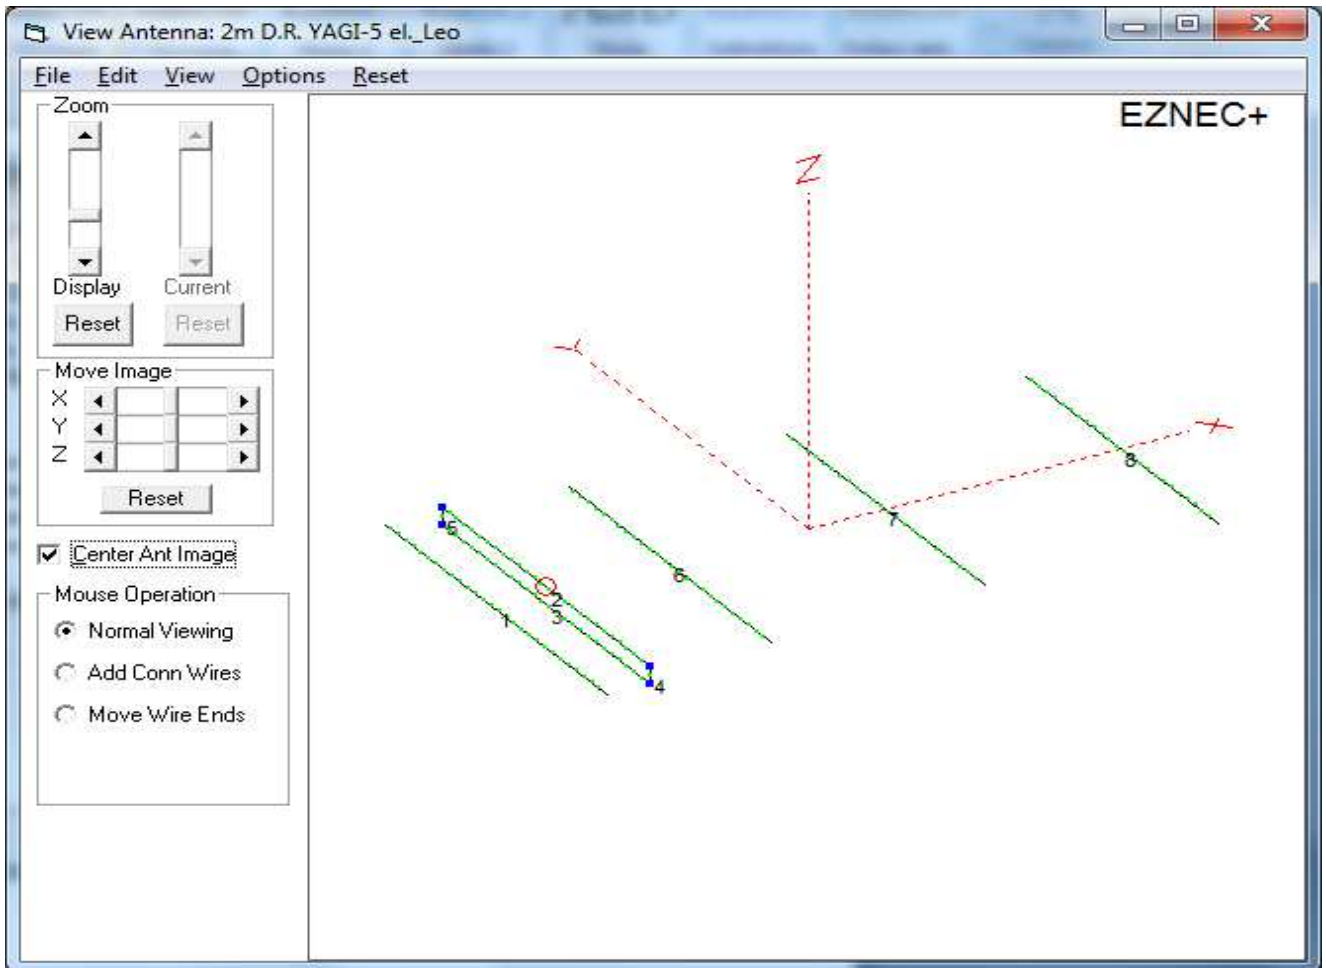 View Antenna: 2m D.R. YAGI-5 el._Leo
File Edit View Options Reset
Zoom
Display Current
Reset Reset
Move Image
X
Y
Z
Reset
Center Ant Image
Mouse Operation
Normal Viewing
Add Conn Wires
Move Wire Ends
EZNEC+
Z
Y
X
8
7
5
6
2
3
1
4